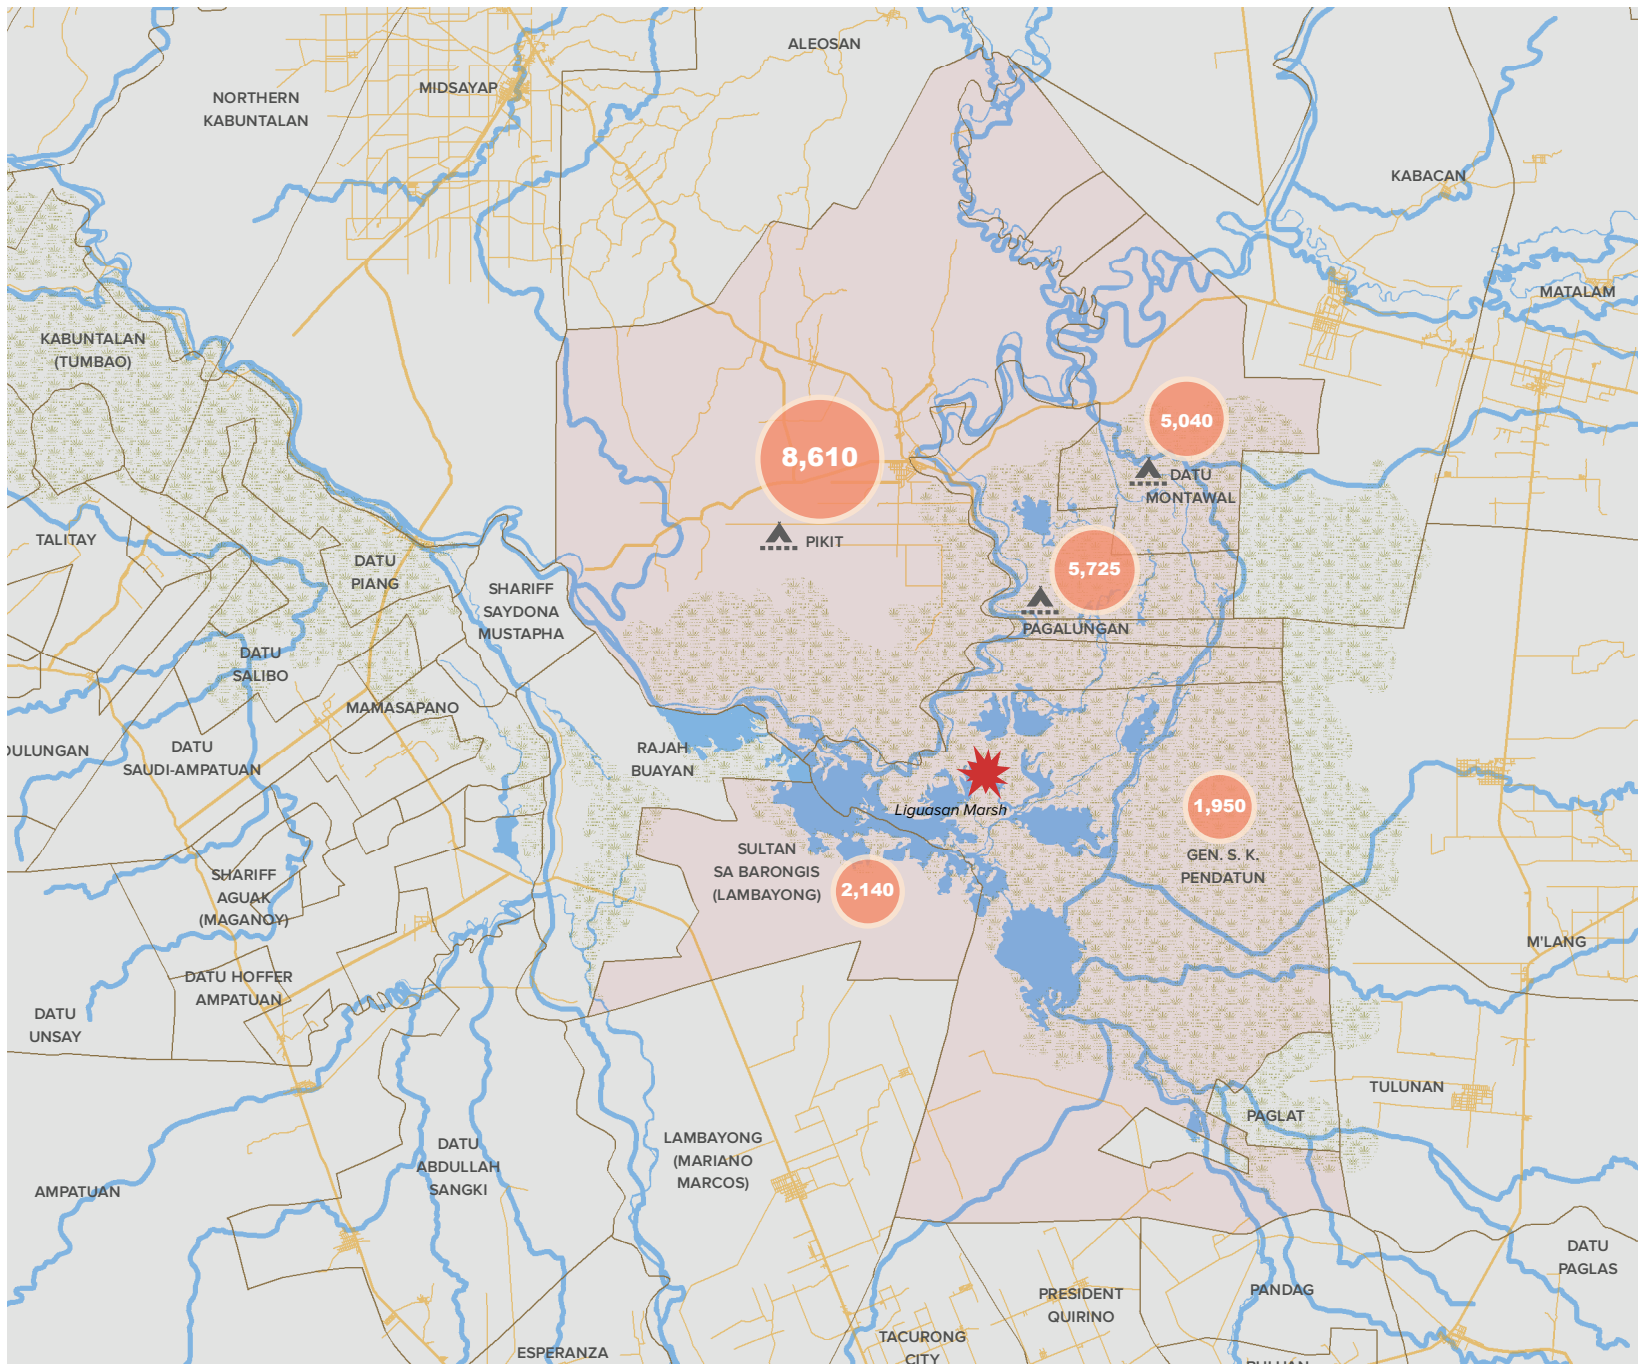 ALEOSAN
MIDSAYAP
NORTHERN
KABUNTALAN
KABACAN
MATALAM
KABUNTALAN
(TUMBAO)
5,040
8,610
DATU
MONTAWAL
TALITAY
PIKIT
DATU
PIANG
5,725
SHARIFF
SAYDONA
MUSTAPHA
PAGALUNGAN
DATU
SALIBO
MAMASAPANO
DATU
SAUDI-AMPATUAN
RAJAH
BUAYAN
Liguasan Marsh
1,950
SULTAN
SA BARONGIS
(LAMBAYONG)
2,140
GEN. S. K.
PENDATUN
SHARIFF
AGUAK
(MAGANOY)
M'LANG
DATU HOFFER
AMPATUAN
DATU
UNSAY
TULUNAN
PAGLAT
DATU
ABDULLAH
SANGKI
LAMBAYONG
(MARIANO
MARCOS)
AMPATUAN
DATU
PAGLAS
PANDAG
PRESIDENT
QUIRINO
TACURONG
CITY
ESPERANZA